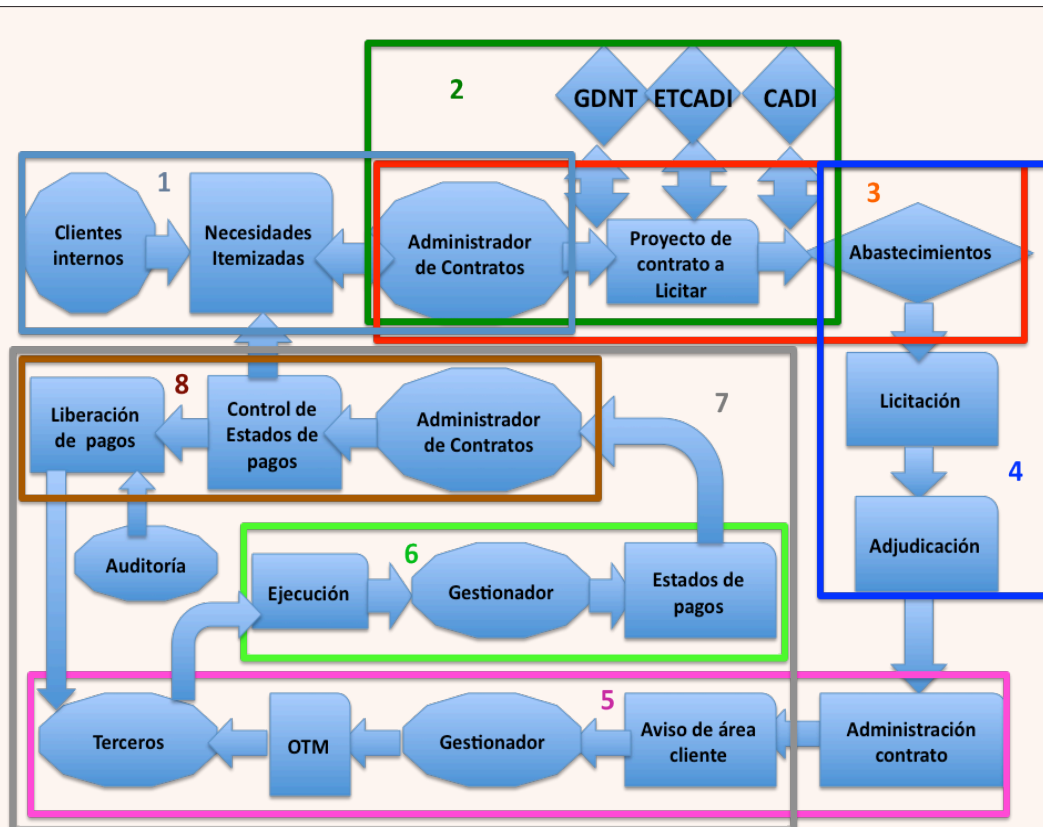 2
GDNT
ETCADI
CADI
1
3
Clientes
internos
Necesidades
Itemizadas
Administrador
de Contratos
Proyecto de
contrato a
Licitar
Abastecimientos
8
7
Liberación
de pagos
Control de
Estados de
pagos
Administrador
de Contratos
Licitación
4
Auditoría
6
Ejecución
Gestionador
Estados de
pagos
Adjudicación
5
Terceros
OTM
Gestionador
Aviso de área
cliente
Administración
contrato